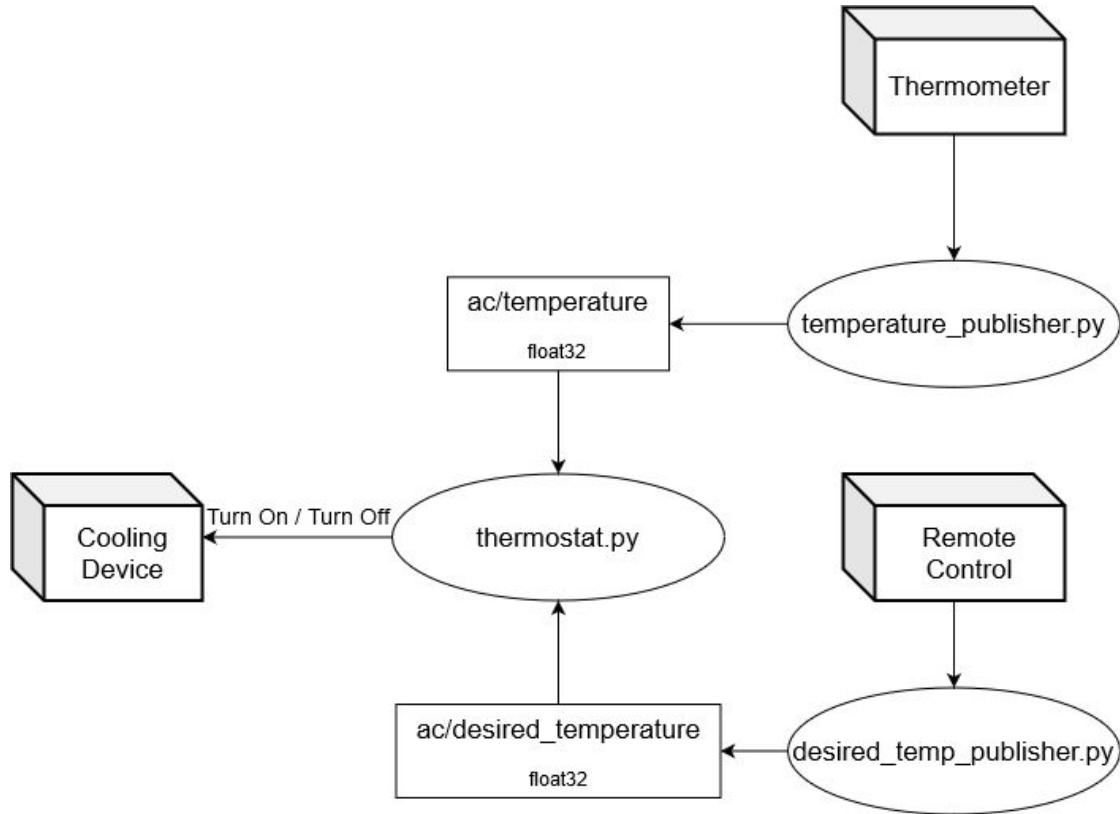 Thermometer
ac/temperature
float32
temperature_publisher.py
Turn On / Turn Off
Cooling
Device
thermostat.py
Remote
Control
ac/desired_temperature
float32
desired_temp_publisher.py